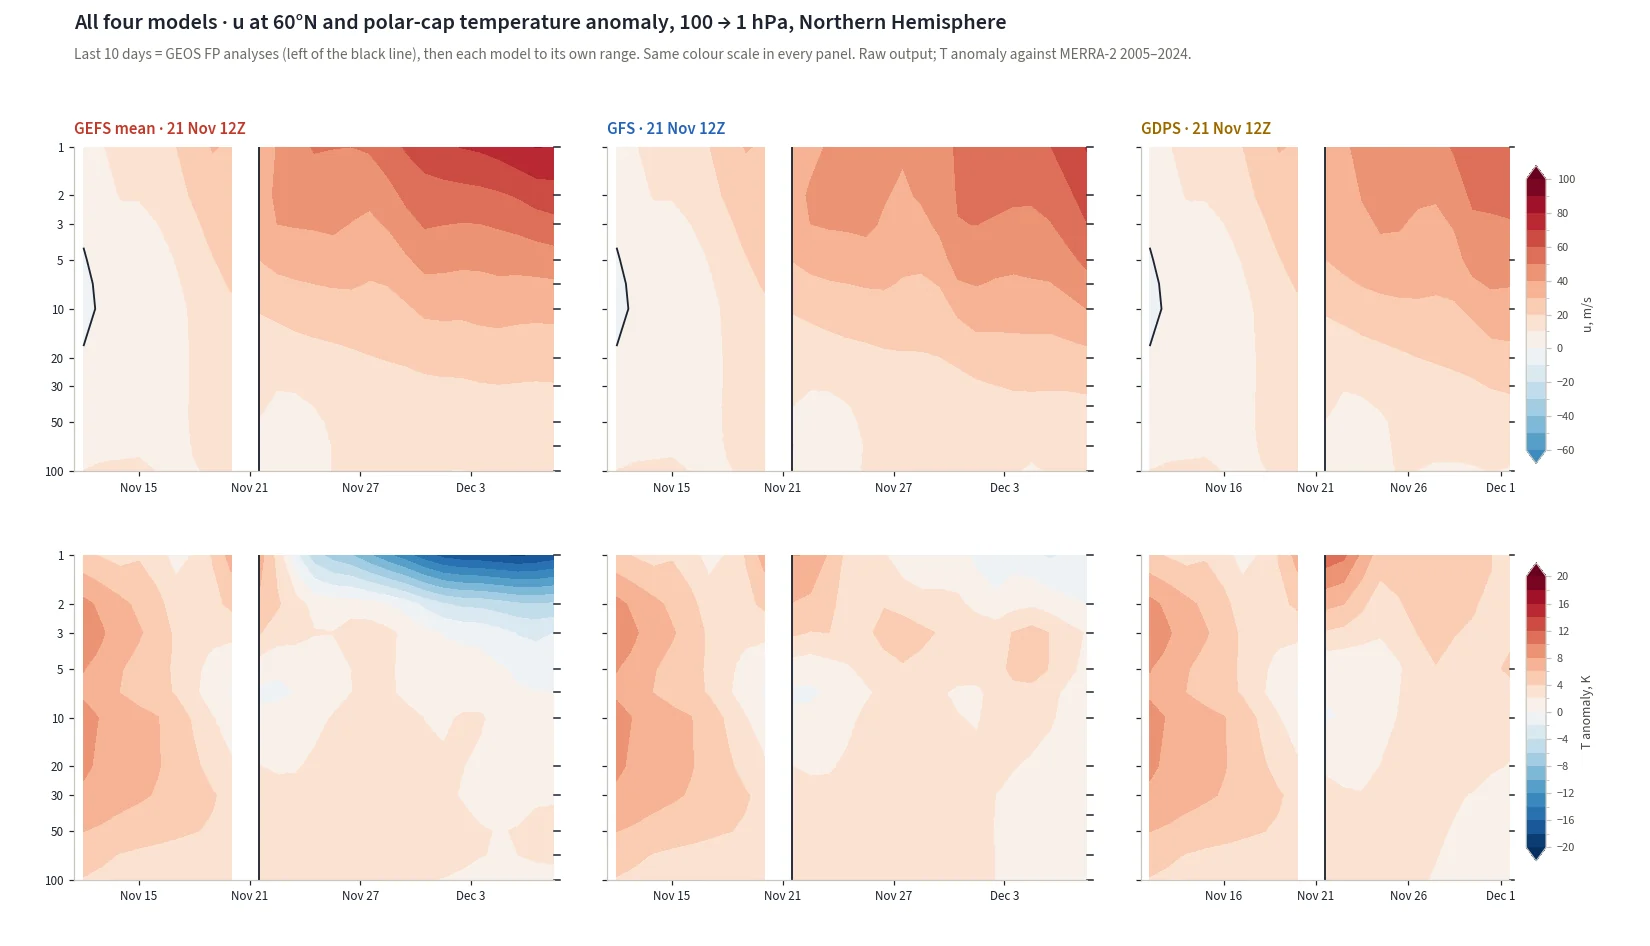 All four models · u at 60°N and polar-cap temperature anomaly, 100 → 1 hPa, Northern Hemisphere
Last 10 days = GEOS FP analyses (left of the black line), then each model to its own range. Same colour scale in every panel. Raw output; T anomaly against MERRA-2 2005–2024.
GEFS mean · 21 Nov 12Z
GFS · 21 Nov 12Z
GDPS · 21 Nov 12Z
1
2
3
5
10
20
30
50
100
Nov 15 Nov 21 Nov 27 Dec 3
Nov 15 Nov 21 Nov 27 Dec 3
Nov 16 Nov 21 Nov 26 Dec 1
100
80
60
40
20
0
−20
−40
−60
u, m/s
1
2
3
5
10
20
30
50
100
Nov 15 Nov 21 Nov 27 Dec 3
Nov 15 Nov 21 Nov 27 Dec 3
Nov 16 Nov 21 Nov 26 Dec 1
20
16
12
8
4
0
−4
−8
−12
−16
−20
T anomaly, K